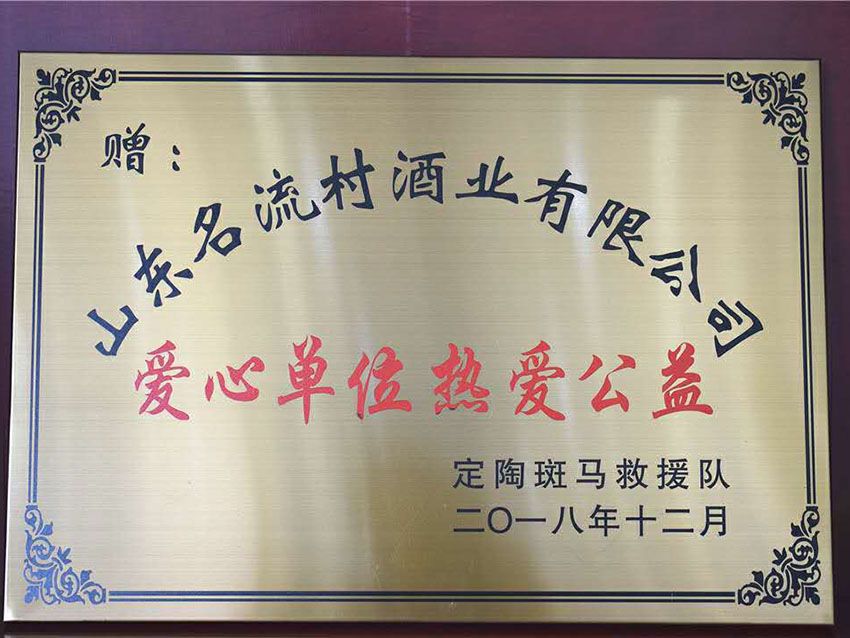 赠：
山东名流村酒业有限公司
爱心单位热爱公益
定陶斑马救援队
二〇一八年十二月